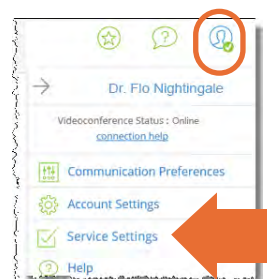 Dr. Flo Nightingale
Videoconference Status : Online
connection help
Communication Preferences
Account Settings
Service Settings
Help